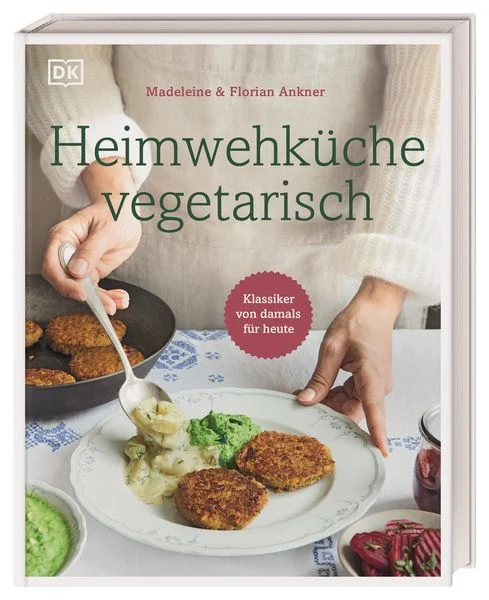 DK
Madeleine & Florian Ankner
Heimwehküche
vegetarisch
Klassiker
von damals
für heute